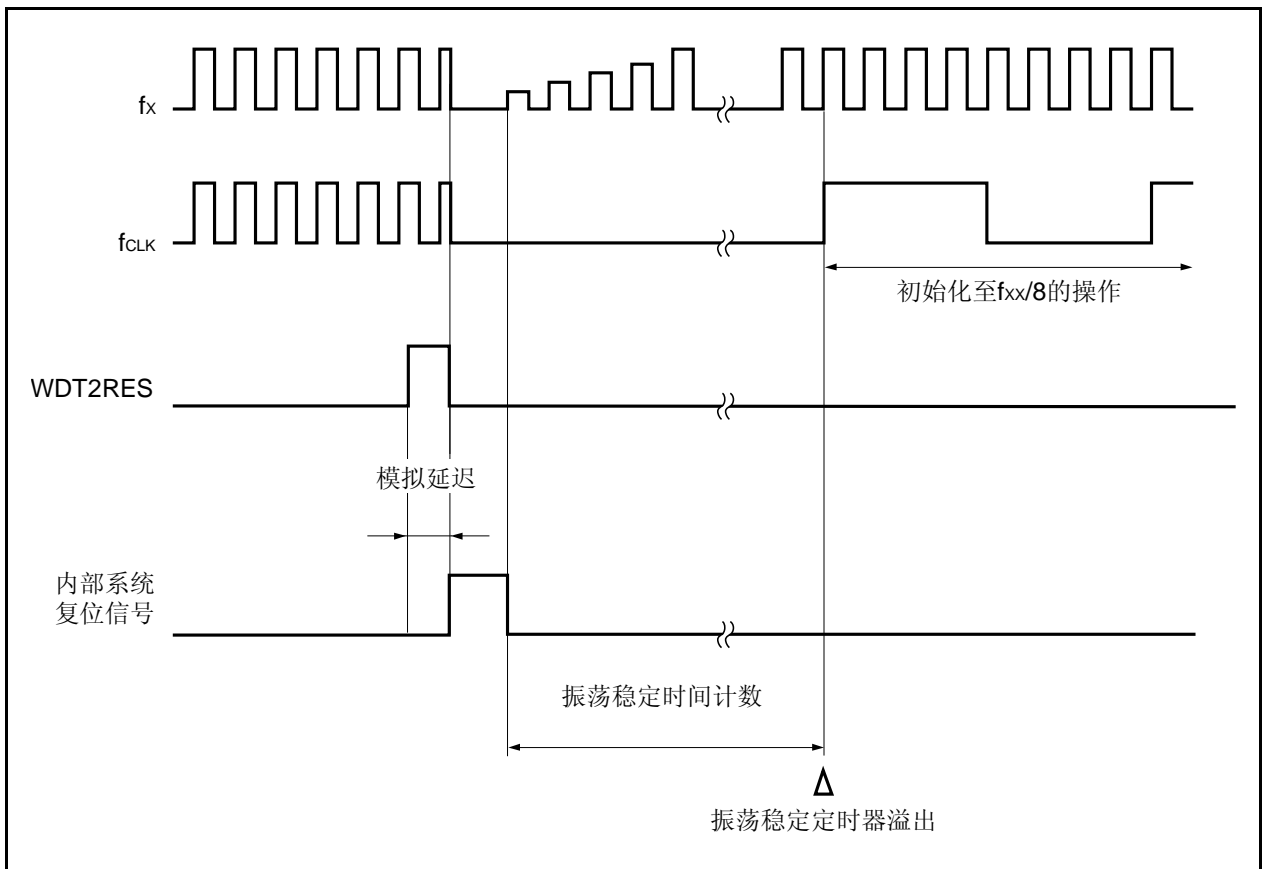 fX
fCLK
初始化至fXX/8的操作
WDT2RES
模拟延迟
内部系统
复位信号
振荡稳定时间计数
振荡稳定定时器溢出